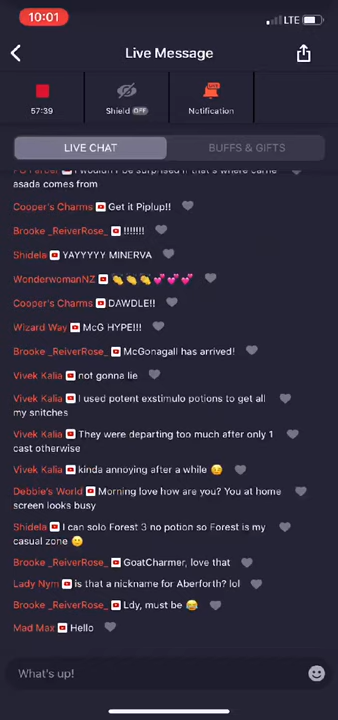 10:01
LTE
Live Message
57:39
Shield OFF
Notification
LIVE CHAT
BUFFS & GIFTS
asada comes from
Cooper's Charms Get it Piplup!!
Brooke _ReiverRose_ !!!!!!!
Shidela YAYYYYY MINERVA
WonderwomanNZ 👏👏👏💕💕💕
Cooper's Charms DAWDLE!!
Wizard Way McG HYPE!!!
Brooke _ReiverRose_ McGonagall has arrived!
Vivek Kalia not gonna lie
Vivek Kalia I used potent exstimulo potions to get all
my snitches
Vivek Kalia They were departing too much after only 1
cast otherwise
Vivek Kalia kinda annoying after a while
Debbie's World Morning love how are you? You at home
screen looks busy
Shidela I can solo Forest 3 no potion so Forest is my
casual zone
Brooke _ReiverRose_ GoatCharmer, love that
Lady Nym is that a nickname for Aberforth? lol
Brooke _ReiverRose_ Ldy, must be 😂
Mad Max Hello
What's up!